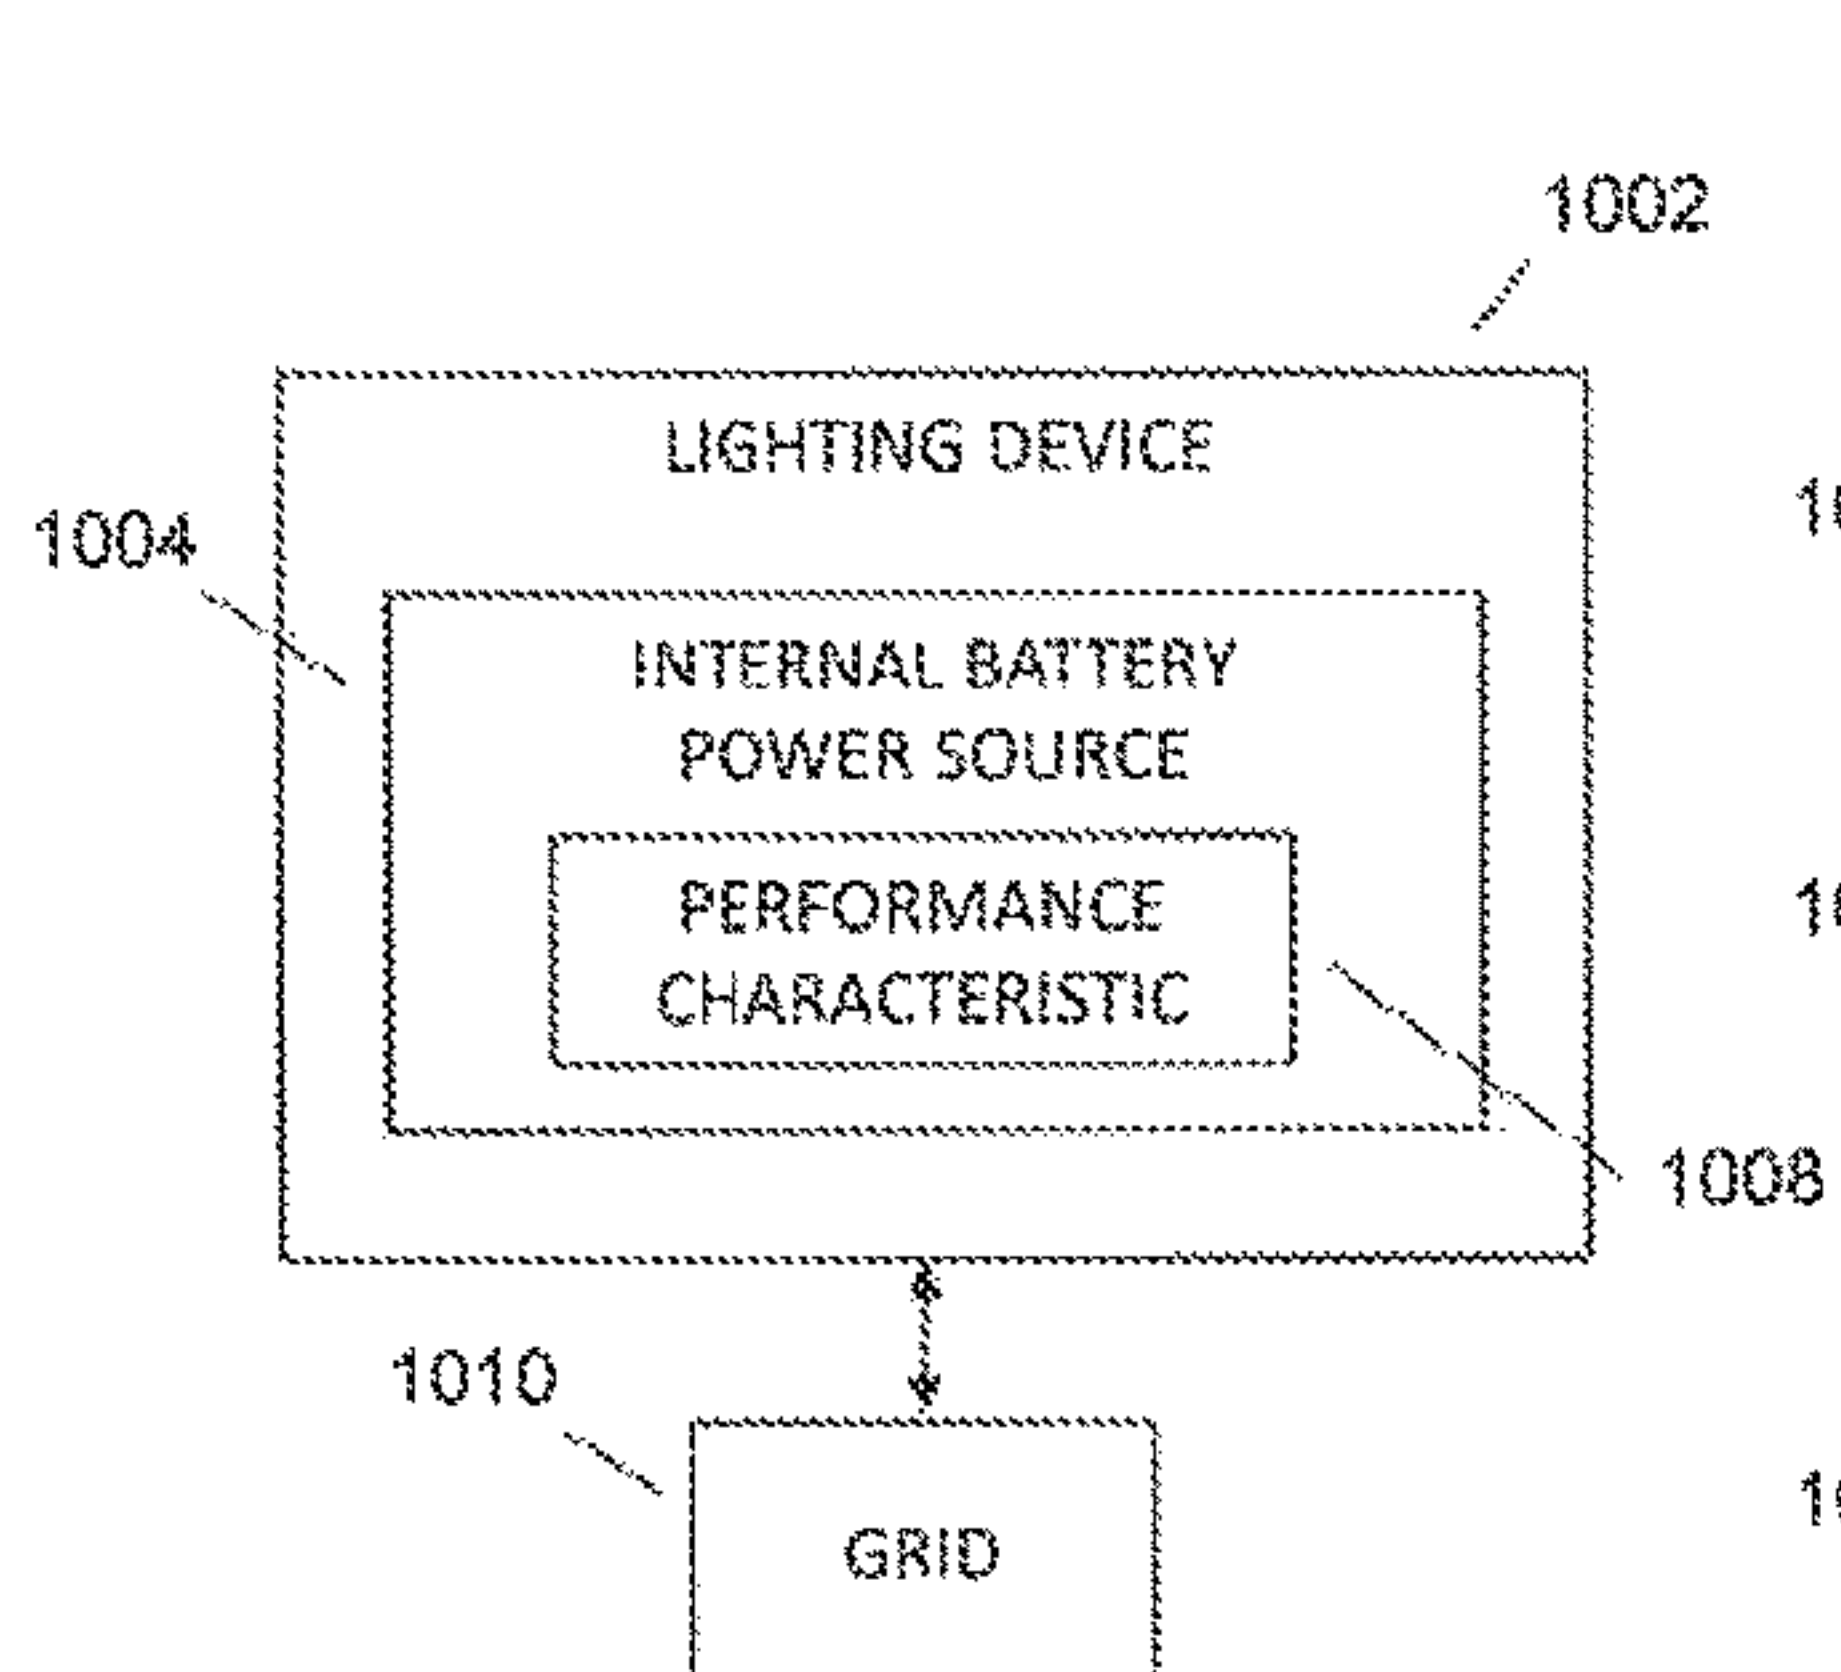 1002
LIGHTING DEVICE
1004
INTERNAL BATTERY
POWER SOURCE
PERFORMANCE
CHARACTERISTIC
1008
1010
GRID